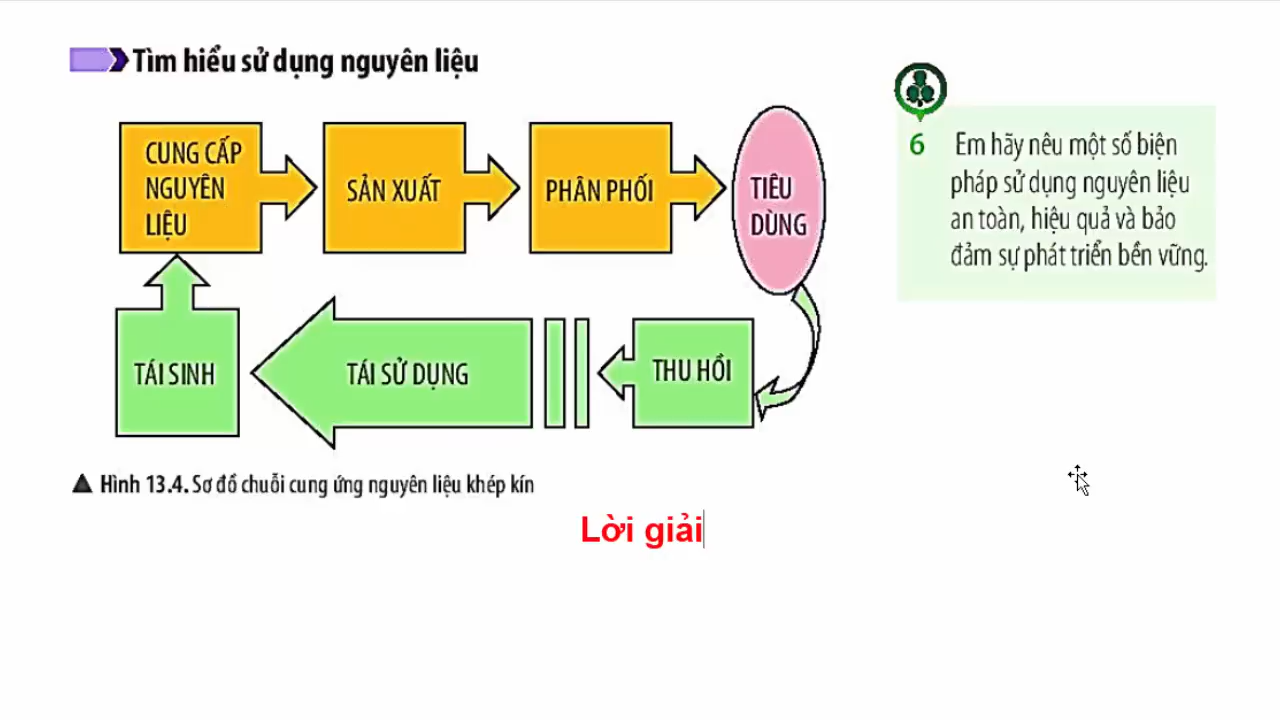 Tìm hiểu sử dụng nguyên liệu
CUNG CẤP
NGUYÊN
LIỆU
SẢN XUẤT
PHÂN PHỐI
TIÊU
DÙNG
TÁI SINH
TÁI SỬ DỤNG
THU HỒI
Hình 13.4. Sơ đồ chuỗi cung ứng nguyên liệu khép kín
6 Em hãy nêu một số biện
pháp sử dụng nguyên liệu
an toàn, hiệu quả và bảo
đảm sự phát triển bền vững.
Lời giải